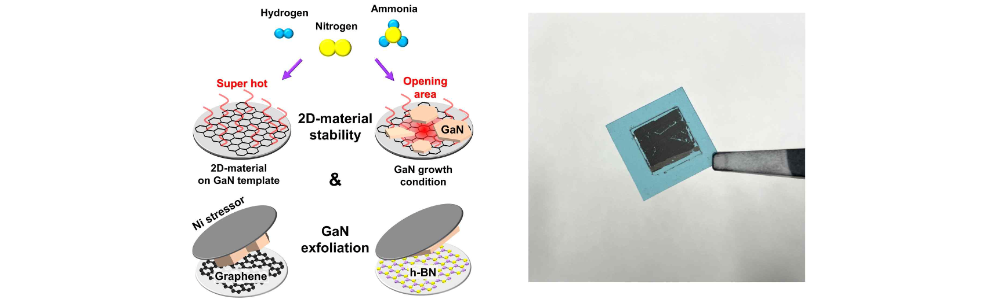 Hydrogen
Nitrogen
Ammonia
Super hot
Opening
area
2D-material
stability
GaN
2D-material
on GaN template
&
GaN growth
condition
Ni stressor
GaN
exfoliation
Graphene
h-BN